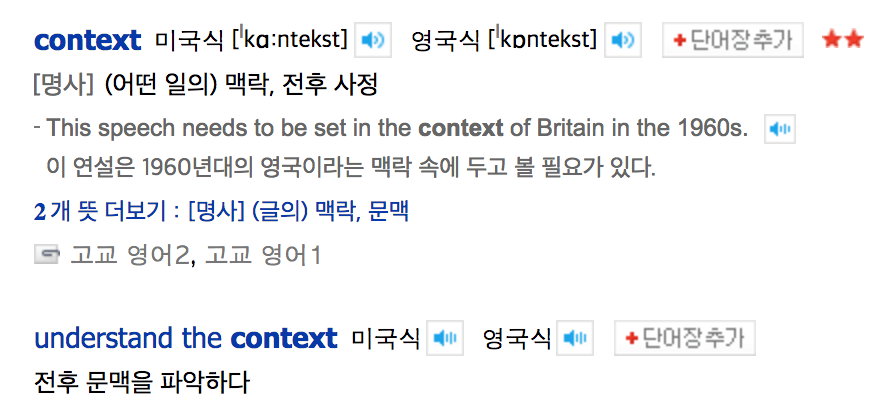 context 미국식 [ˈkɑ:ntekst] 영국식 [ˈkɒntekst] +단어장추가 ★★
[명사] (어떤 일의) 맥락, 전후 사정
- This speech needs to be set in the context of Britain in the 1960s.
이 연설은 1960년대의 영국이라는 맥락 속에 두고 볼 필요가 있다.
2개 뜻 더보기 : [명사] (글의) 맥락, 문맥
고교 영어2, 고교 영어1
understand the context 미국식 영국식 +단어장추가
전후 문맥을 파악하다